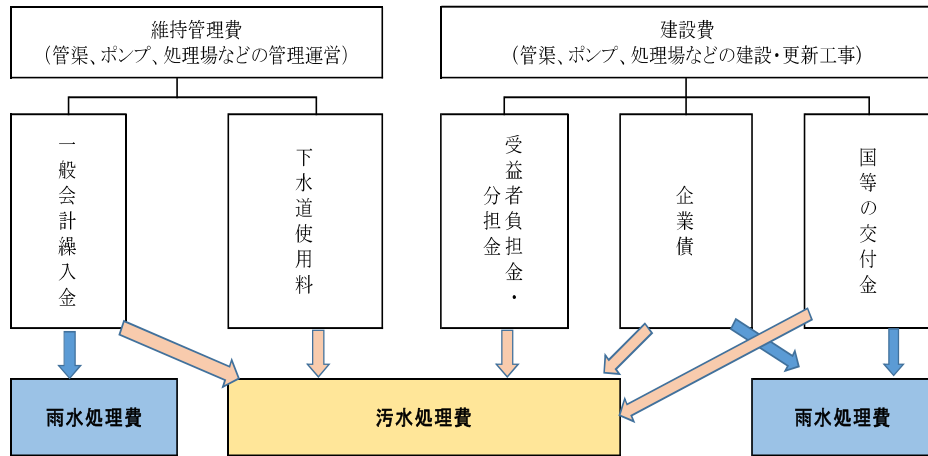 維持管理費
(管渠、ポンプ、処理場などの管理運営)
建設費
(管渠、ポンプ、処理場などの建設・更新工事)
一般会計繰入金
下水道使用料
受益者負担金・
分担金
企業債
国等の交付金
雨水処理費
汚水処理費
雨水処理費